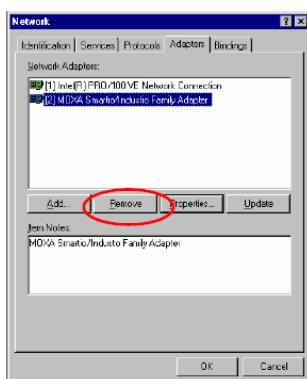 Network
Identification Services Protocols Adapters Bindings
Network Adapters:
[1] Intel(R) PRO/100 VE Network Connection
[2] MOXA Smartio/Industio Family Adapter
Add... Remove Properties... Update
Item Notes:
MOXA Smartio/Industo Family Adapter
OK Cancel